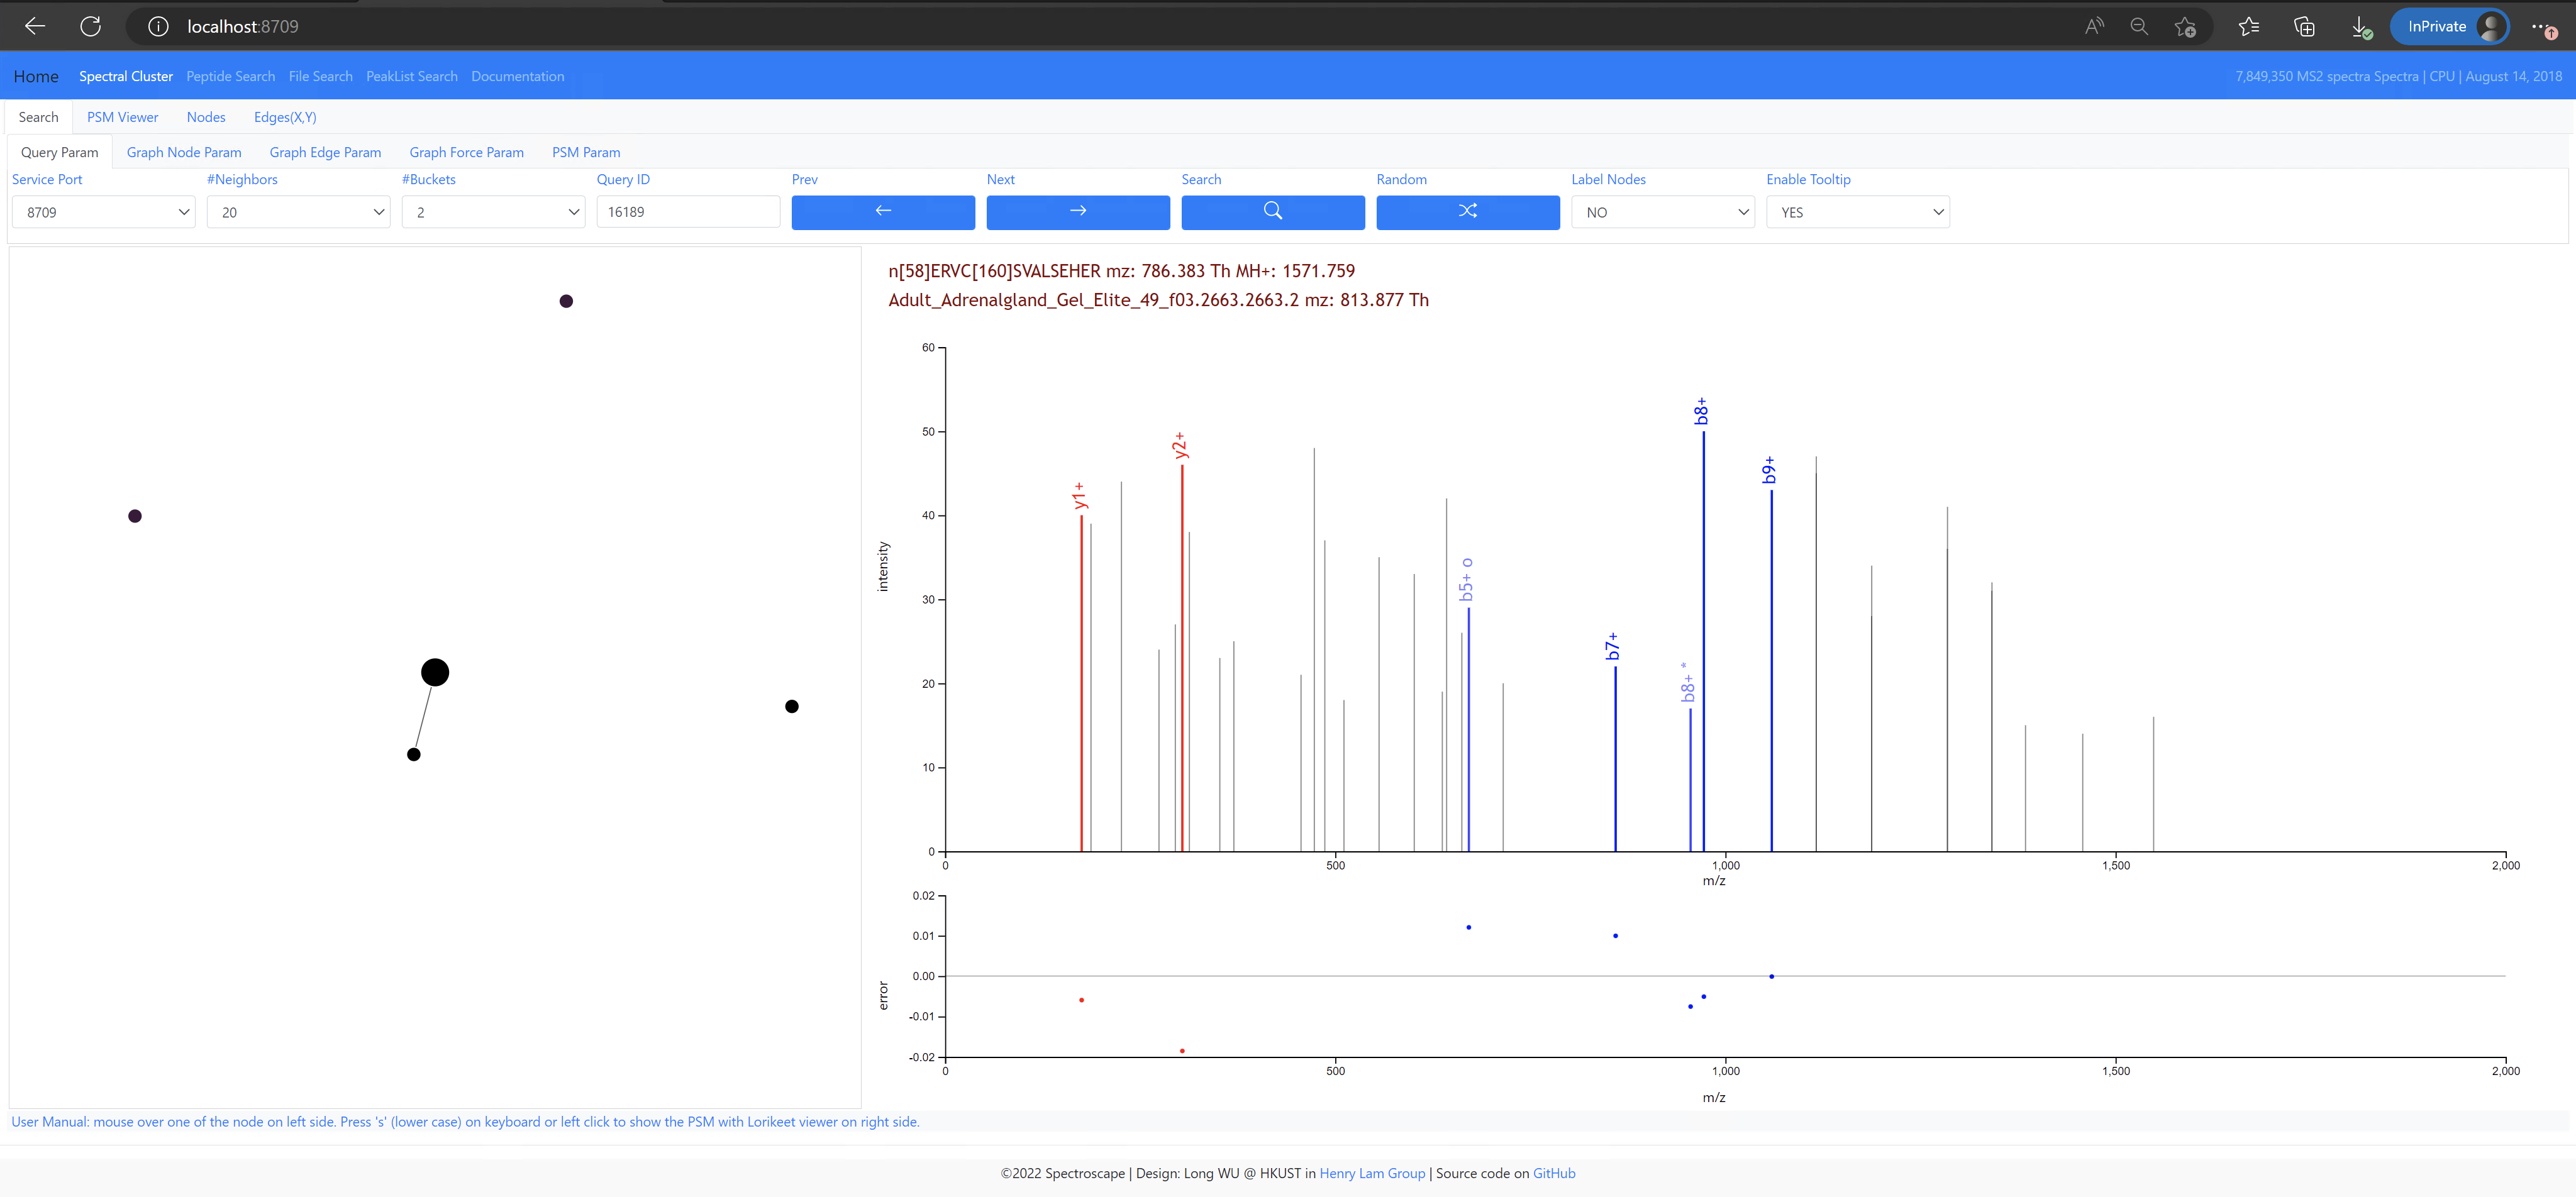 localhost:8709
InPrivate
Home Spectral Cluster Peptide Search File Search PeakList Search Documentation 7,849,350 MS2 spectra Spectra | CPU | August 14, 2018
Search PSM Viewer Nodes Edges(X,Y)
Query Param Graph Node Param Graph Edge Param Graph Force Param PSM Param
Service Port #Neighbors #Buckets Query ID Prev Next Search Random Label Nodes Enable Tooltip
8709 20 2 16189 NO YES
n[58]ERVC[160]SVALSEHER mz: 786.383 Th MH+: 1571.759
Adult_Adrenalgland_Gel_Elite_49_f03.2663.2663.2 mz: 813.877 Th
60
50
40
30
20
10
0
intensity
y1+
y2+
b5+ o
b7+
b8+ *
b8+
b9+
0 500 1,000 1,500 2,000
m/z
0.02
0.01
0.00
-0.01
-0.02
error
0 500 1,000 1,500 2,000
m/z
User Manual: mouse over one of the node on left side. Press 's' (lower case) on keyboard or left click to show the PSM with Lorikeet viewer on right side.
©2022 Spectroscape | Design: Long WU @ HKUST in Henry Lam Group | Source code on GitHub